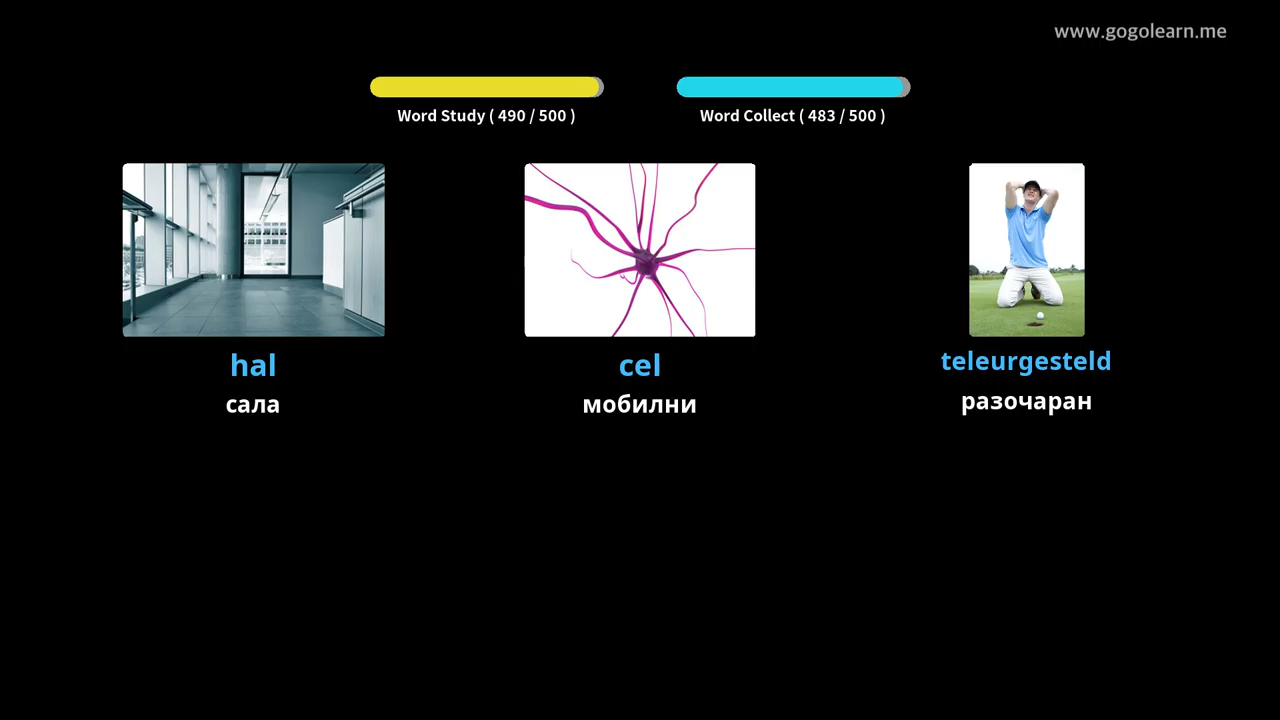 www.gogolearn.me
Word Study ( 490 / 500 )
Word Collect ( 483 / 500 )
hal
сала
cel
мобилни
teleurgesteld
разочаран